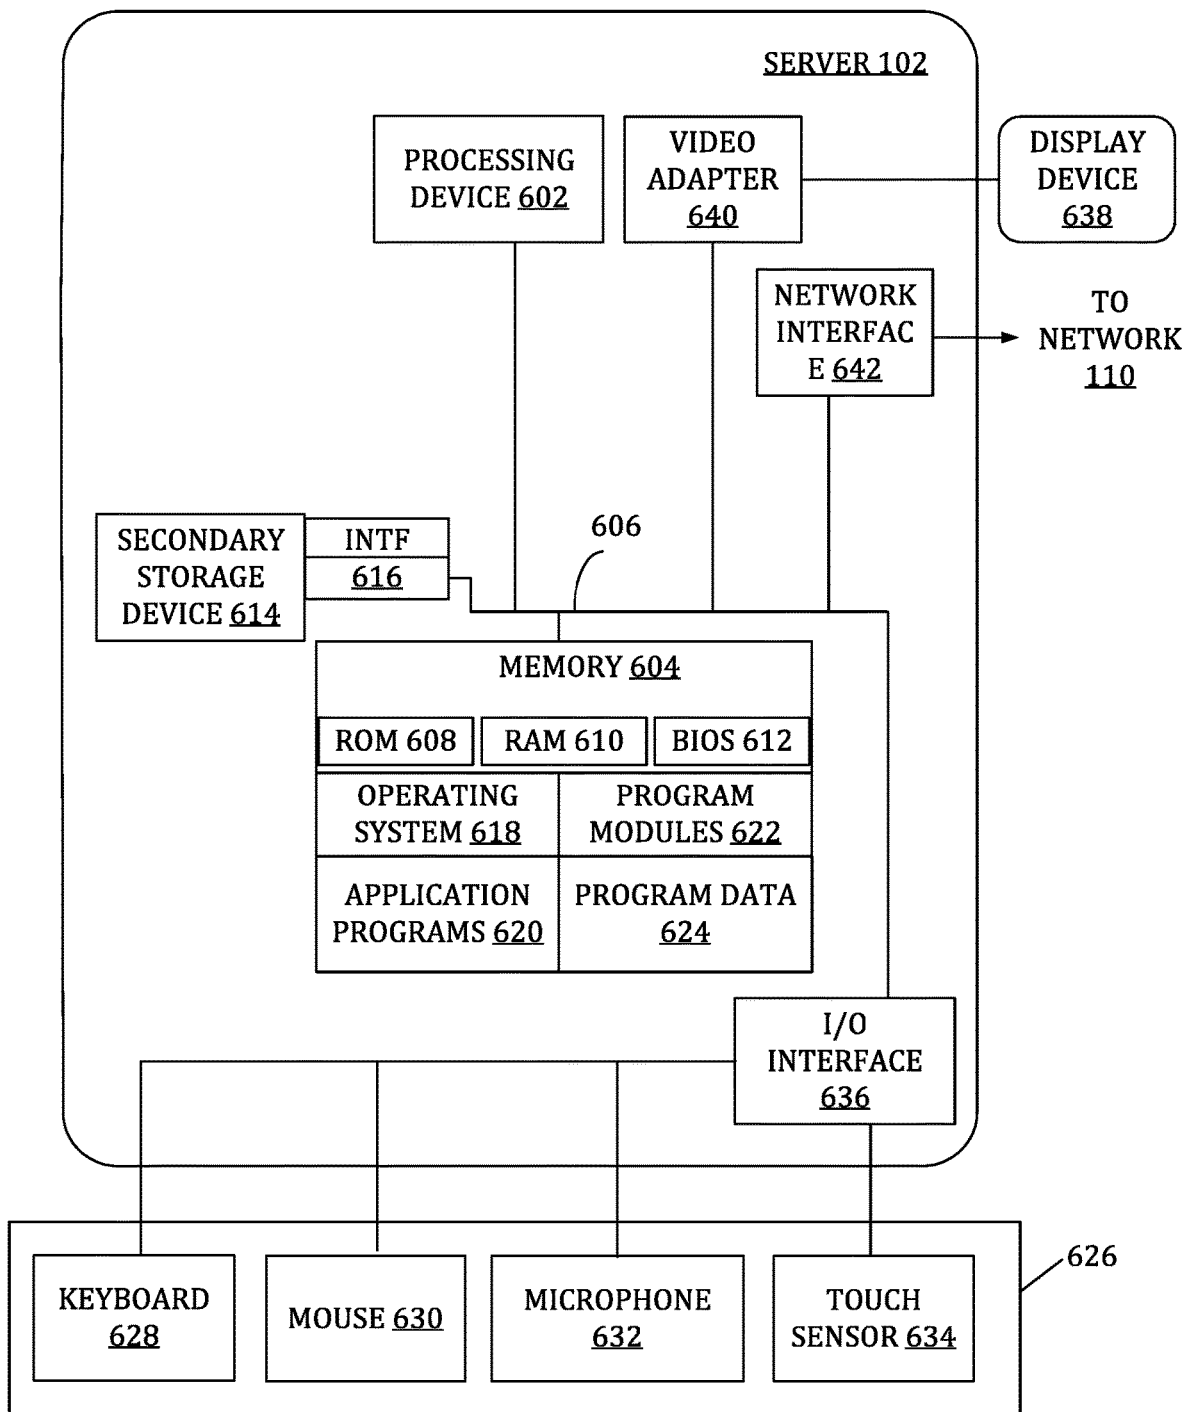 SERVER 102
PROCESSING
DEVICE 602
VIDEO
ADAPTER
640
DISPLAY
DEVICE
638
NETWORK
INTERFAC
E 642
TO
NETWORK
110
SECONDARY
STORAGE
DEVICE 614
INTF
616
606
MEMORY 604
ROM 608
RAM 610
BIOS 612
OPERATING
SYSTEM 618
PROGRAM
MODULES 622
APPLICATION
PROGRAMS 620
PROGRAM DATA
624
I/O
INTERFACE
636
626
KEYBOARD
628
MOUSE 630
MICROPHONE
632
TOUCH
SENSOR 634